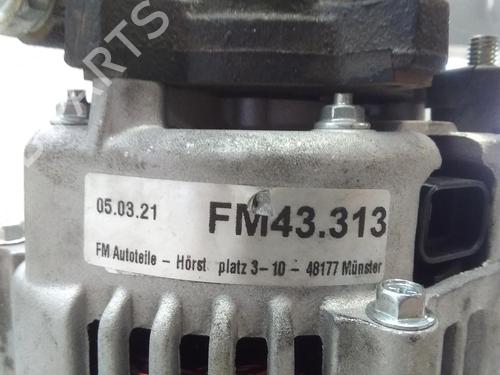 05.03.21 FM43.313
FM Autoteile – Hörst platz 3–10 – 48177 Münster